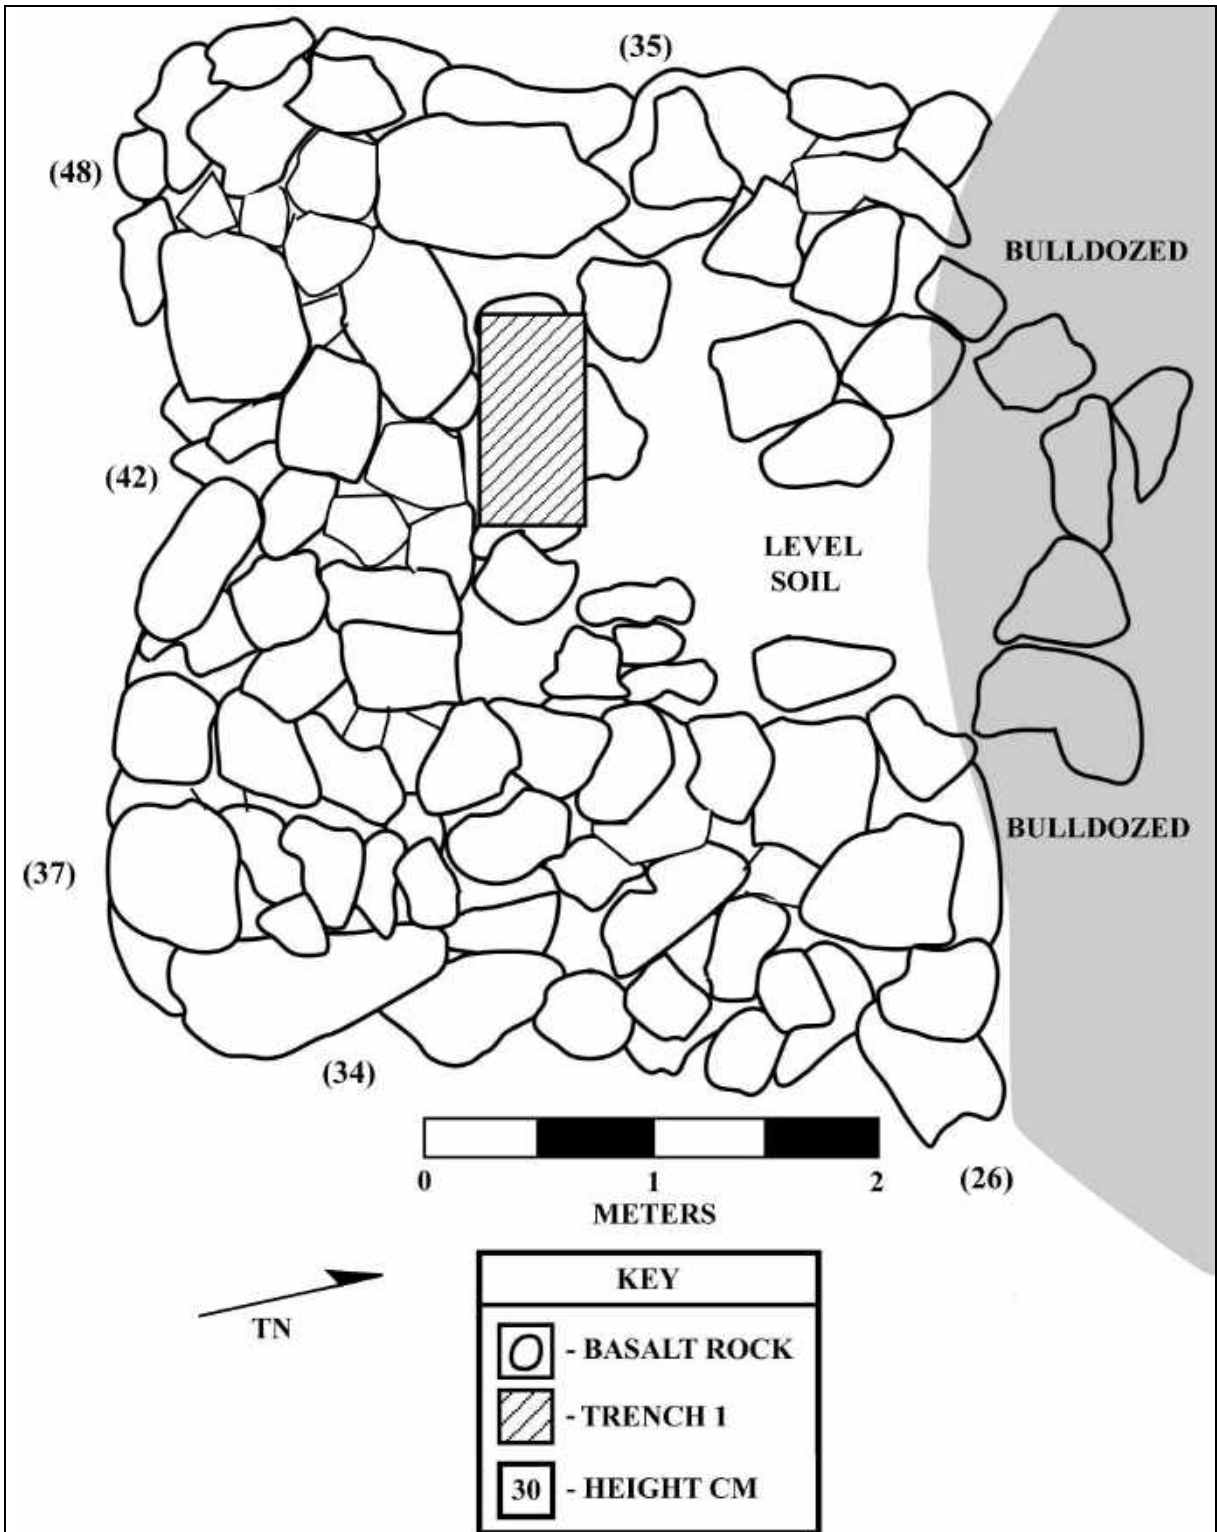 (35)
(48)
BULLDOZED
(42)
LEVEL
SOIL
BULLDOZED
(37)
(34)
0 1 2
(26)
METERS
TN
KEY
- BASALT ROCK
- TRENCH 1
30 - HEIGHT CM